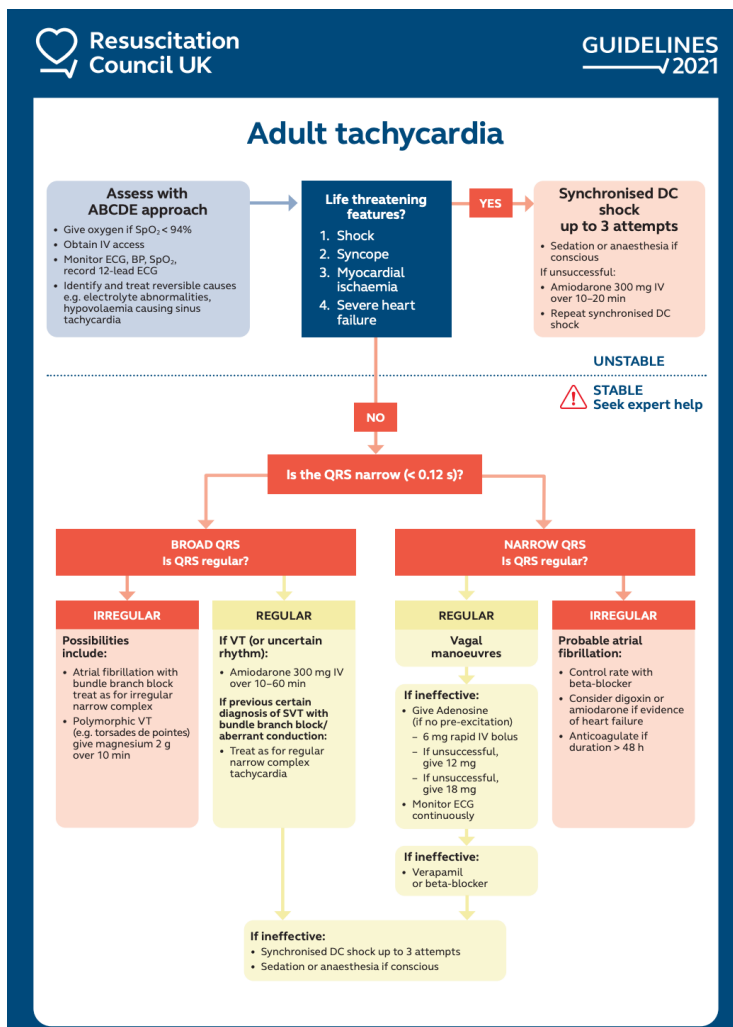 Resuscitation
Council UK
GUIDELINES
2021
Adult tachycardia
Assess with
ABCDE approach
• Give oxygen if SpO₂ < 94%
• Obtain IV access
• Monitor ECG, BP, SpO₂,
record 12-lead ECG
• Identify and treat reversible causes
e.g. electrolyte abnormalities,
hypovolaemia causing sinus
tachycardia
Life threatening
features?
1. Shock
2. Syncope
3. Myocardial
ischaemia
4. Severe heart
failure
YES
Synchronised DC
shock
up to 3 attempts
• Sedation or anaesthesia if
conscious
If unsuccessful:
• Amiodarone 300 mg IV
over 10–20 min
• Repeat synchronised DC
shock
UNSTABLE
STABLE
Seek expert help
NO
Is the QRS narrow (< 0.12 s)?
BROAD QRS
Is QRS regular?
NARROW QRS
Is QRS regular?
IRREGULAR
Possibilities
include:
• Atrial fibrillation with
bundle branch block
treat as for irregular
narrow complex
• Polymorphic VT
(e.g. torsades de pointes)
give magnesium 2 g
over 10 min
REGULAR
If VT (or uncertain
rhythm):
• Amiodarone 300 mg IV
over 10–60 min
If previous certain
diagnosis of SVT with
bundle branch block/
aberrant conduction:
• Treat as for regular
narrow complex
tachycardia
REGULAR
Vagal
manoeuvres
If ineffective:
• Give Adenosine
(if no pre-excitation)
– 6 mg rapid IV bolus
– If unsuccessful,
give 12 mg
– If unsuccessful,
give 18 mg
• Monitor ECG
continuously
If ineffective:
• Verapamil
or beta-blocker
IRREGULAR
Probable atrial
fibrillation:
• Control rate with
beta-blocker
• Consider digoxin or
amiodarone if evidence
of heart failure
• Anticoagulate if
duration > 48 h
If ineffective:
• Synchronised DC shock up to 3 attempts
• Sedation or anaesthesia if conscious